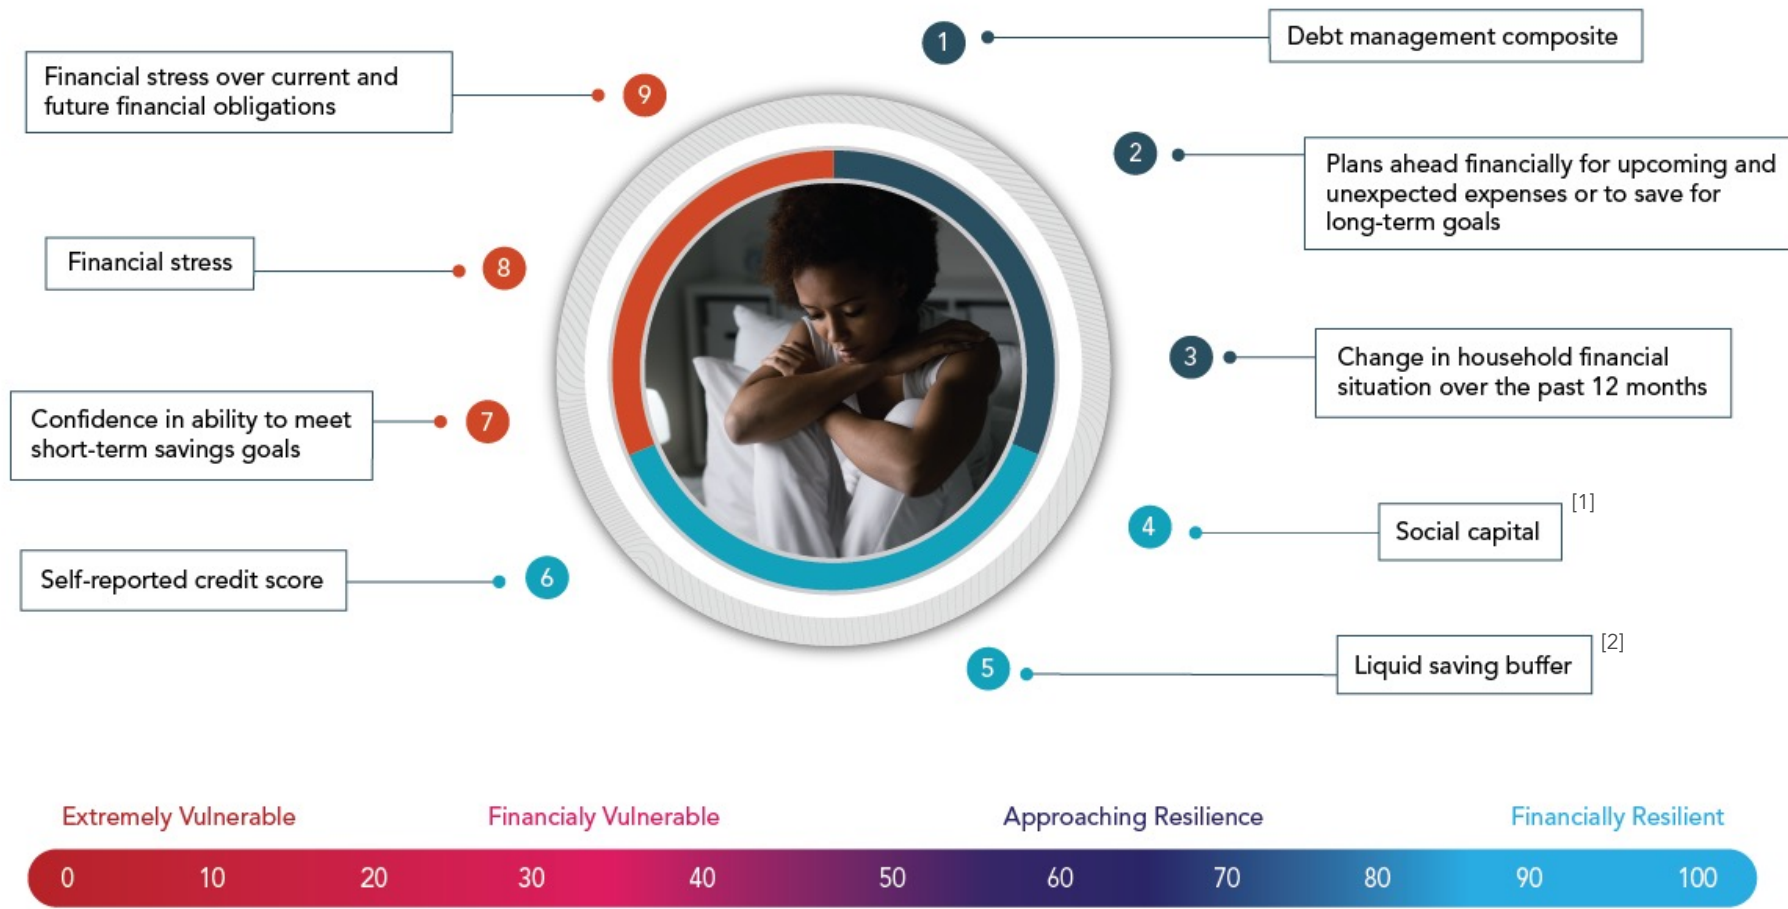 1
Debt management composite
2
Plans ahead financially for upcoming and
unexpected expenses or to save for
long-term goals
3
Change in household financial
situation over the past 12 months
4
Social capital
[1]
5
Liquid saving buffer
[2]
6
Self-reported credit score
7
Confidence in ability to meet
short-term savings goals
8
Financial stress
9
Financial stress over current and
future financial obligations
Extremely Vulnerable Financialy Vulnerable Approaching Resilience Financially Resilient
0 10 20 30 40 50 60 70 80 90 100